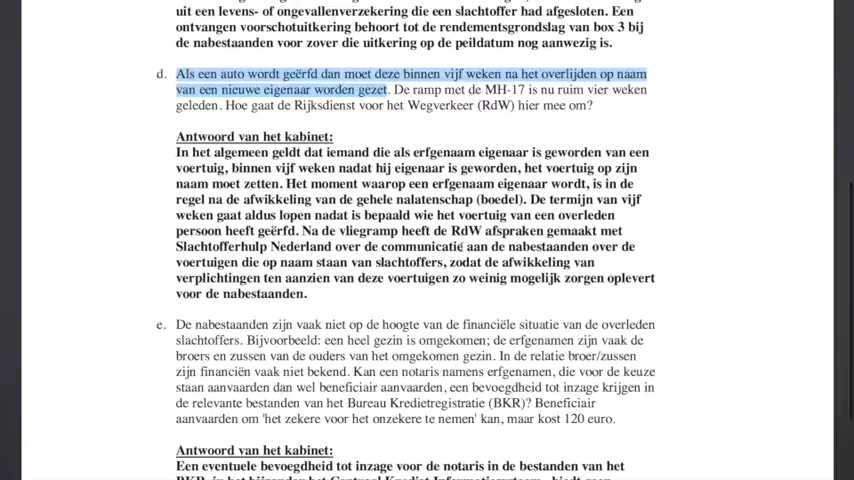 uit een levens- of ongevallenverzekering die een slachtoffer had afgesloten. Een
ontvangen voorschotuitkering behoort tot de rendementsgrondslag van box 3 bij
de nabestaanden voor zover die uitkering op de peildatum nog aanwezig is.
d. Als een auto wordt geërfd dan moet deze binnen vijf weken na het overlijden op naam
van een nieuwe eigenaar worden gezet. De ramp met de MH-17 is nu ruim vier weken
geleden. Hoe gaat de Rijksdienst voor het Wegverkeer (RdW) hier mee om?
Antwoord van het kabinet:
In het algemeen geldt dat iemand die als erfgenaam eigenaar is geworden van een
voertuig, binnen vijf weken nadat hij eigenaar is geworden, het voertuig op zijn
naam moet zetten. Het moment waarop een erfgenaam eigenaar wordt, is in de
regel na de afwikkeling van de gehele nalatenschap (boedel). De termijn van vijf
weken gaat aldus lopen nadat is bepaald wie het voertuig van een overleden
persoon heeft geërfd. Na de vliegramp heeft de RdW afspraken gemaakt met
Slachtofferhulp Nederland over de communicatie aan de nabestaanden over de
voertuigen die op naam staan van slachtoffers, zodat de afwikkeling van
verplichtingen ten aanzien van deze voertuigen zo weinig mogelijk zorgen oplevert
voor de nabestaanden.
e. De nabestaanden zijn vaak niet op de hoogte van de financiële situatie van de overleden
slachtoffers. Bijvoorbeeld: een heel gezin is omgekomen; de erfgenamen zijn vaak de
broers en zussen van de ouders van het omgekomen gezin. In de relatie broer/zussen
zijn financiën vaak niet bekend. Kan een notaris namens erfgenamen, die voor de keuze
staan aanvaarden dan wel beneficiair aanvaarden, een bevoegdheid tot inzage krijgen in
de relevante bestanden van het Bureau Kredietregistratie (BKR)? Beneficiair
aanvaarden om 'het zekere voor het onzekere te nemen' kan, maar kost 120 euro.
Antwoord van het kabinet:
Een eventuele bevoegdheid tot inzage voor de notaris in de bestanden van het